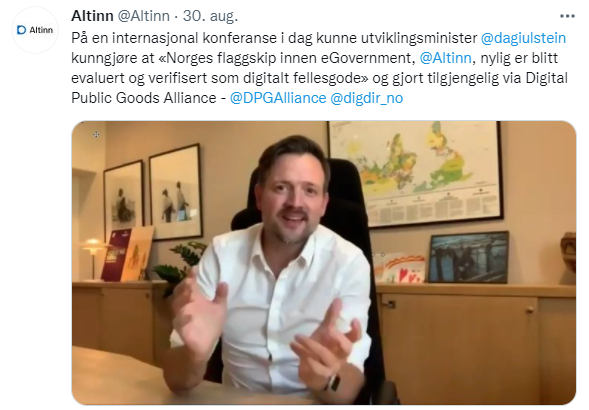 Altinn
Altinn @Altinn · 30. aug.
På en internasjonal konferanse i dag kunne utviklingsminister @dagiulstein
kunngjøre at «Norges flaggskip innen eGovernment, @Altinn, nylig er blitt
evaluert og verifisert som digitalt fellesgode» og gjort tilgjengelig via Digital
Public Goods Alliance - @DPGAlliance @digdir_no